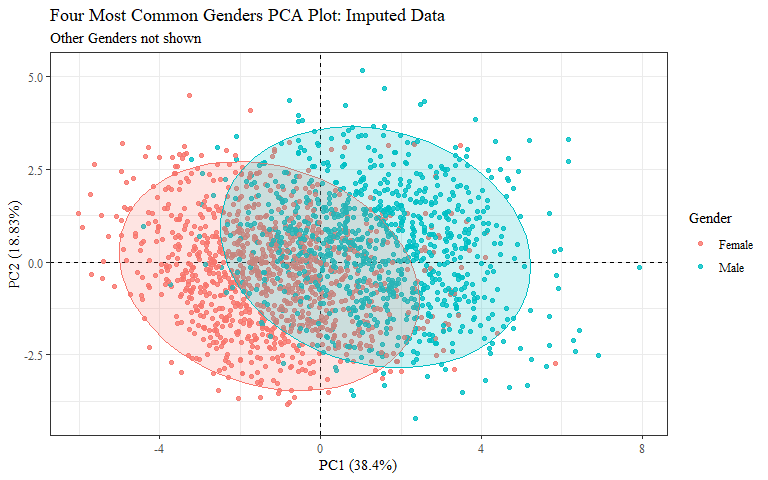 Four Most Common Genders PCA Plot: Imputed Data
Other Genders not shown
5.0
2.5
0.0
-2.5
PC2 (18.83%)
-4
0
4
8
PC1 (38.4%)
Gender
Female
Male